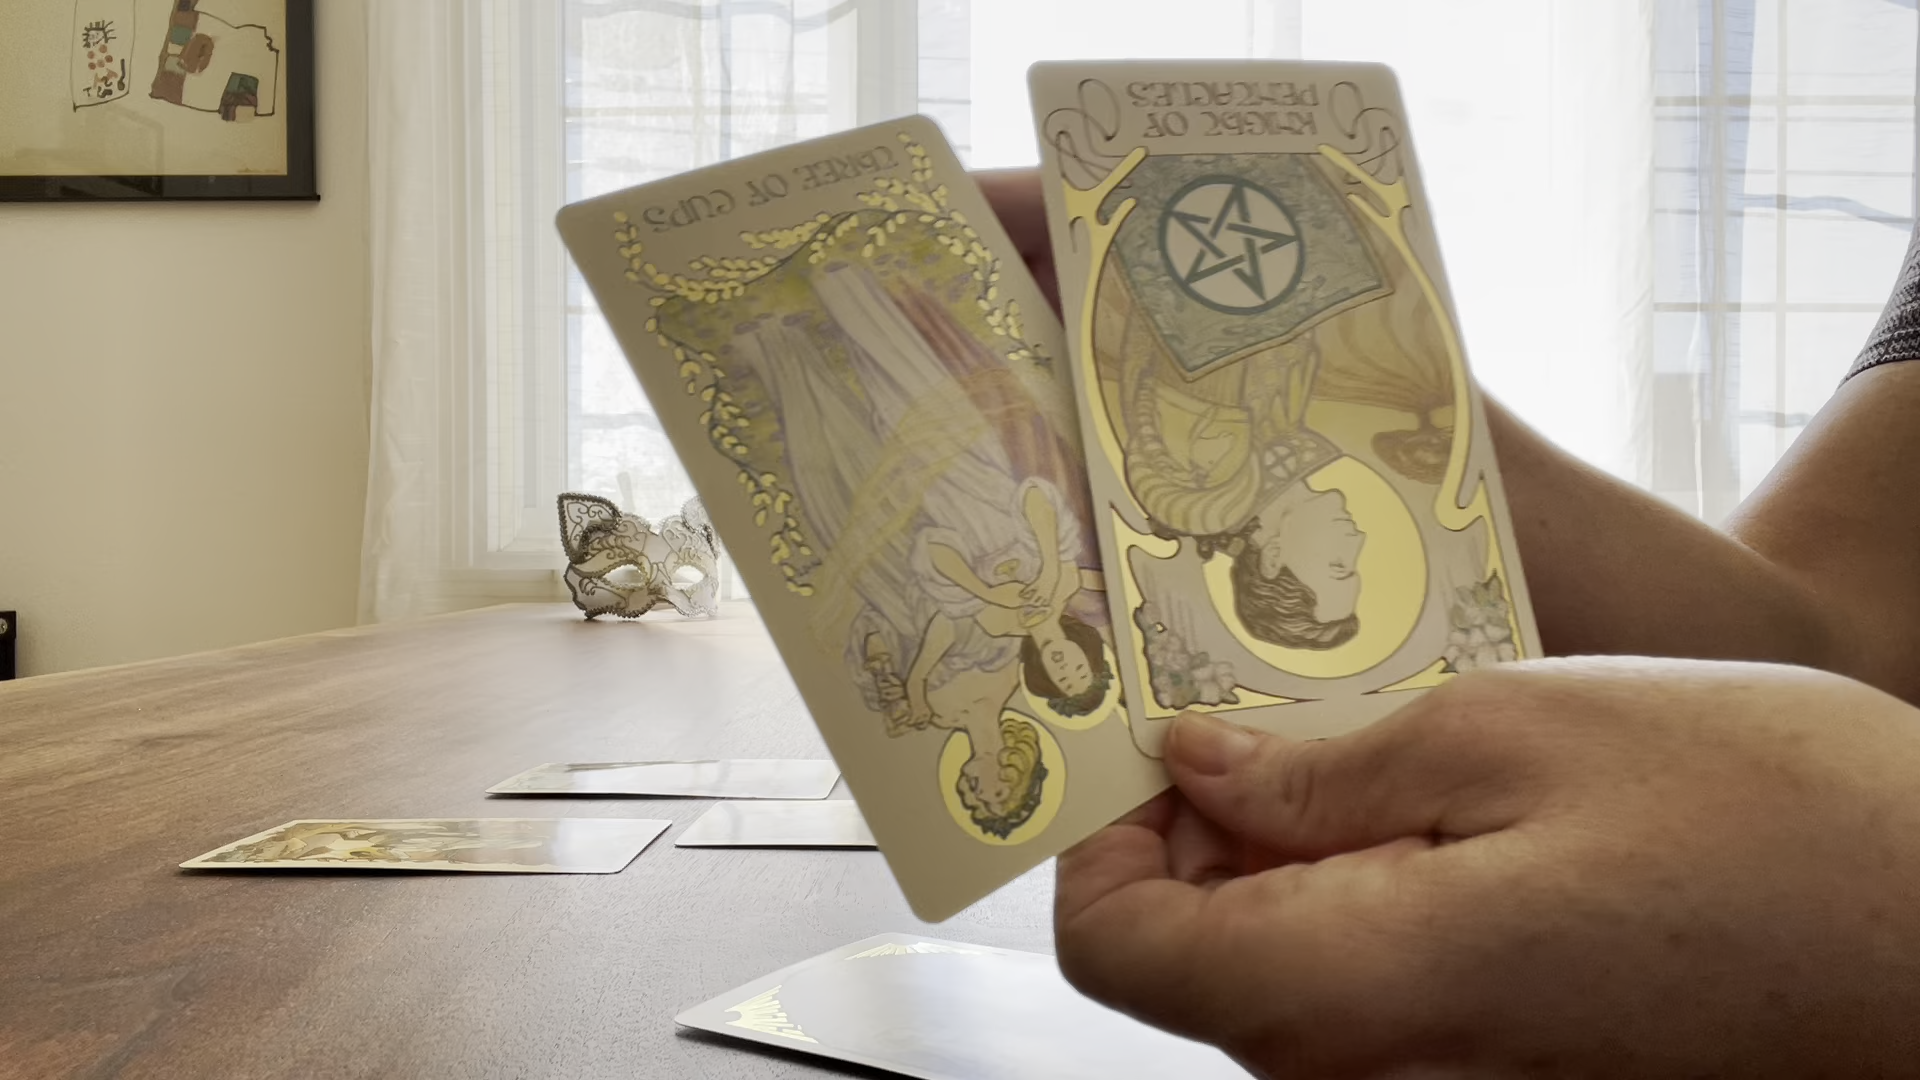 THREE OF CUPS
KNIGHT OF
PENTACLES